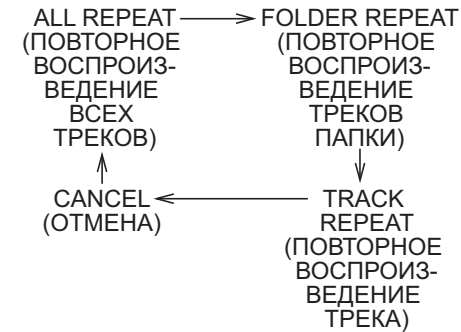 ALL REPEAT
(ПОВТОРНОЕ
ВОСПРОИЗ-
ВЕДЕНИЕ
ВСЕХ
ТРЕКОВ)
FOLDER REPEAT
(ПОВТОРНОЕ
ВОСПРОИЗ-
ВЕДЕНИЕ
ТРЕКОВ
ПАПКИ)
TRACK
REPEAT
(ПОВТОРНОЕ
ВОСПРОИЗ-
ВЕДЕНИЕ
ТРЕКА)
CANCEL
(ОТМЕНА)